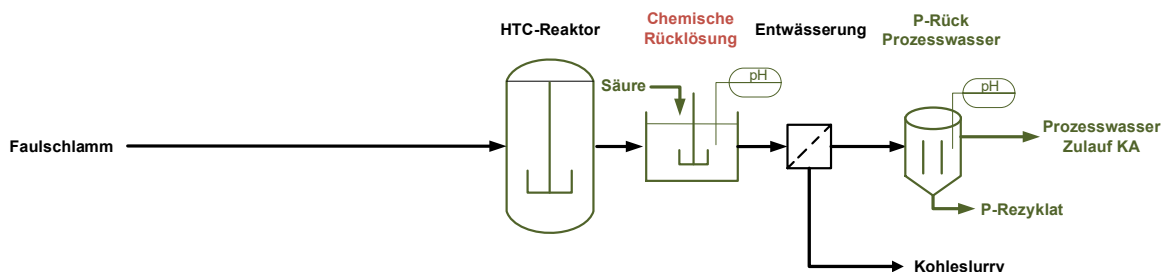 HTC-Reaktor
Chemische
Rücklösung
Entwässerung
P-Rück
Prozesswasser
pH
pH
Säure
Faulschlamm
Prozesswasser
Zulauf KA
P-Rezyklat
Kohleslurry